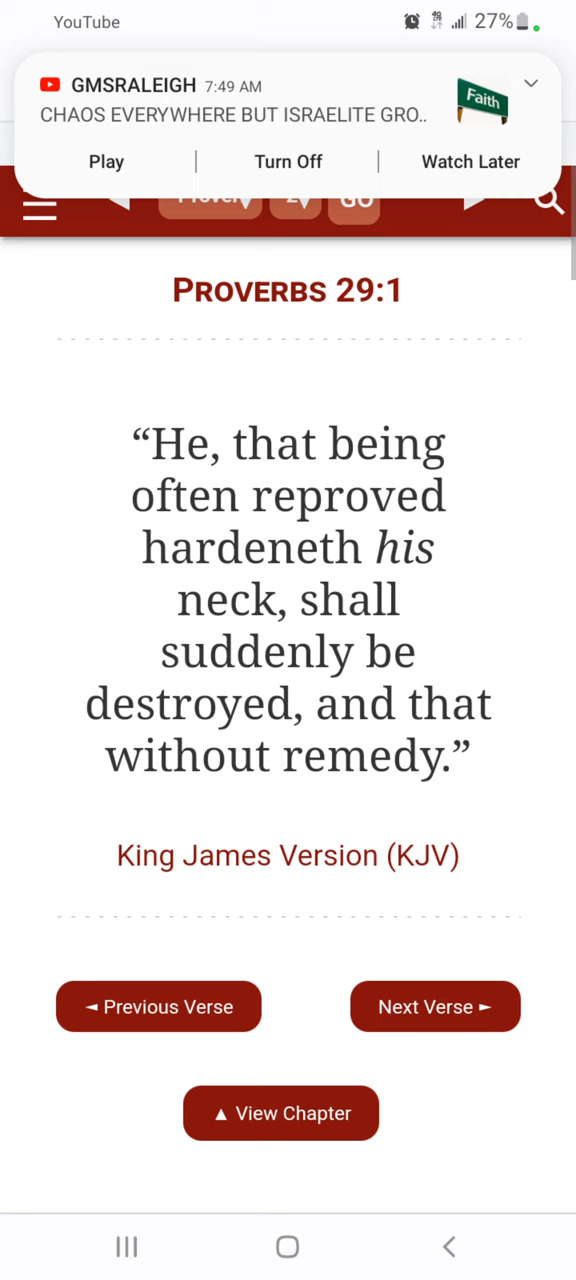 YouTube
27%
GMSRALEIGH 7:49 AM
Faith
CHAOS EVERYWHERE BUT ISRAELITE GRO..
Play | Turn Off | Watch Later
GO
PROVERBS 29:1
“He, that being
often reproved
hardeneth his
neck, shall
suddenly be
destroyed, and that
without remedy.”
King James Version (KJV)
◄ Previous Verse
Next Verse ►
▲ View Chapter